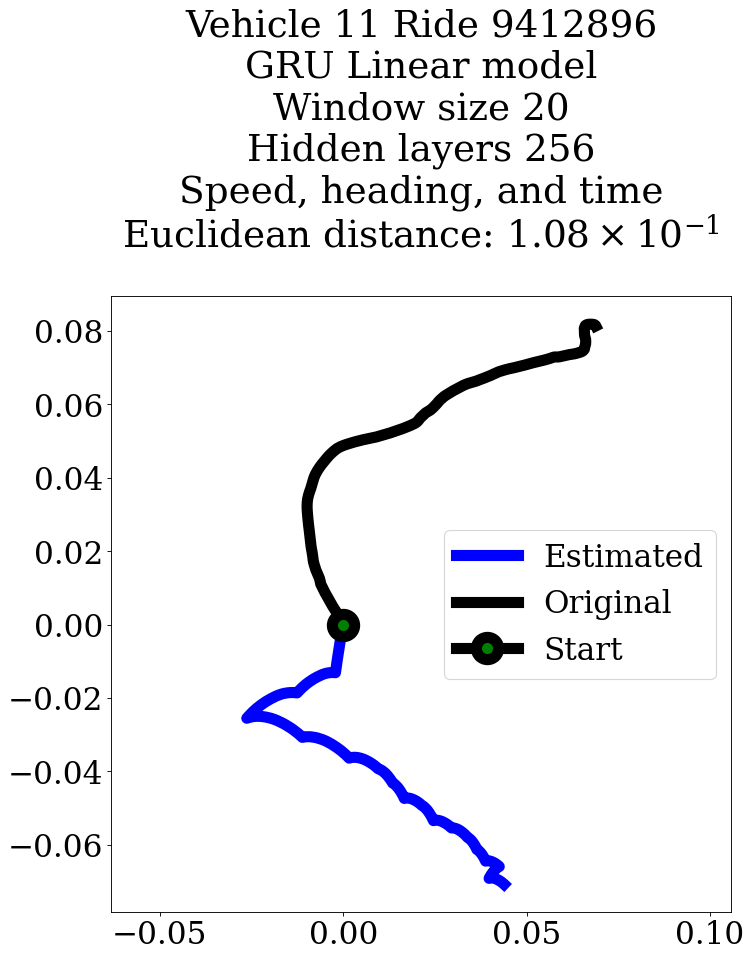 Vehicle 11 Ride 9412896
GRU Linear model
Window size 20
Hidden layers 256
Speed, heading, and time
Euclidean distance: 1.08 × 10⁻¹
0.08
0.06
0.04
0.02
0.00
−0.02
−0.04
−0.06
Estimated
Original
Start
−0.05
0.00
0.05
0.10